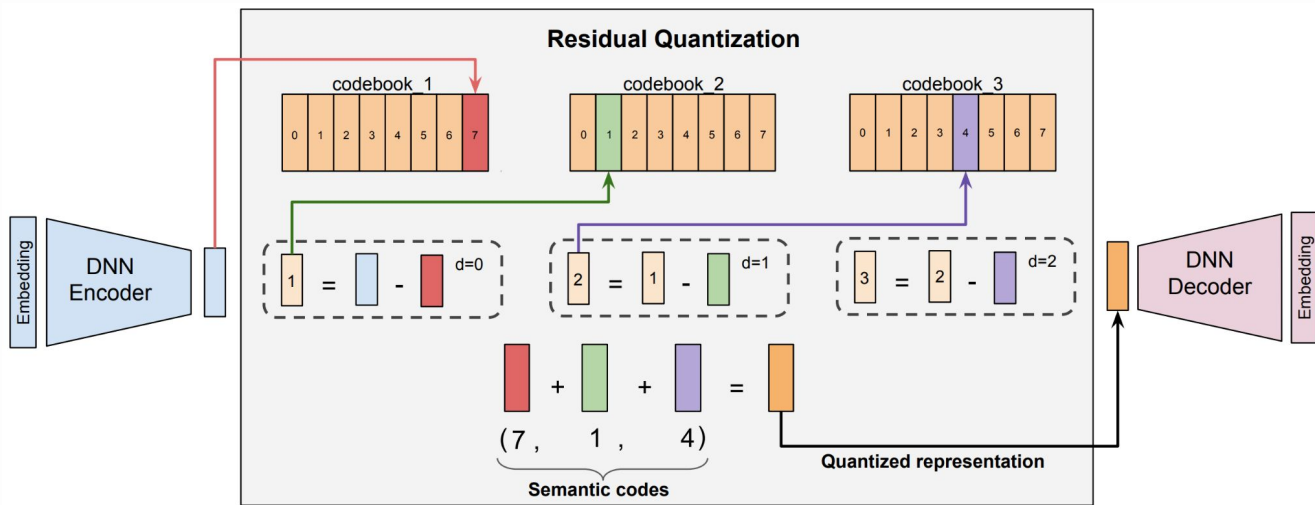 Residual Quantization
codebook_1 codebook_2 codebook_3
0 1 2 3 4 5 6 7 0 1 2 3 4 5 6 7 0 1 2 3 4 5 6 7
Embedding
DNN
Encoder
1 = - d=0
2 = 1 - d=1
3 = 2 - d=2
DNN
Decoder
Embedding
+ + =
(7, 1, 4)
Semantic codes
Quantized representation